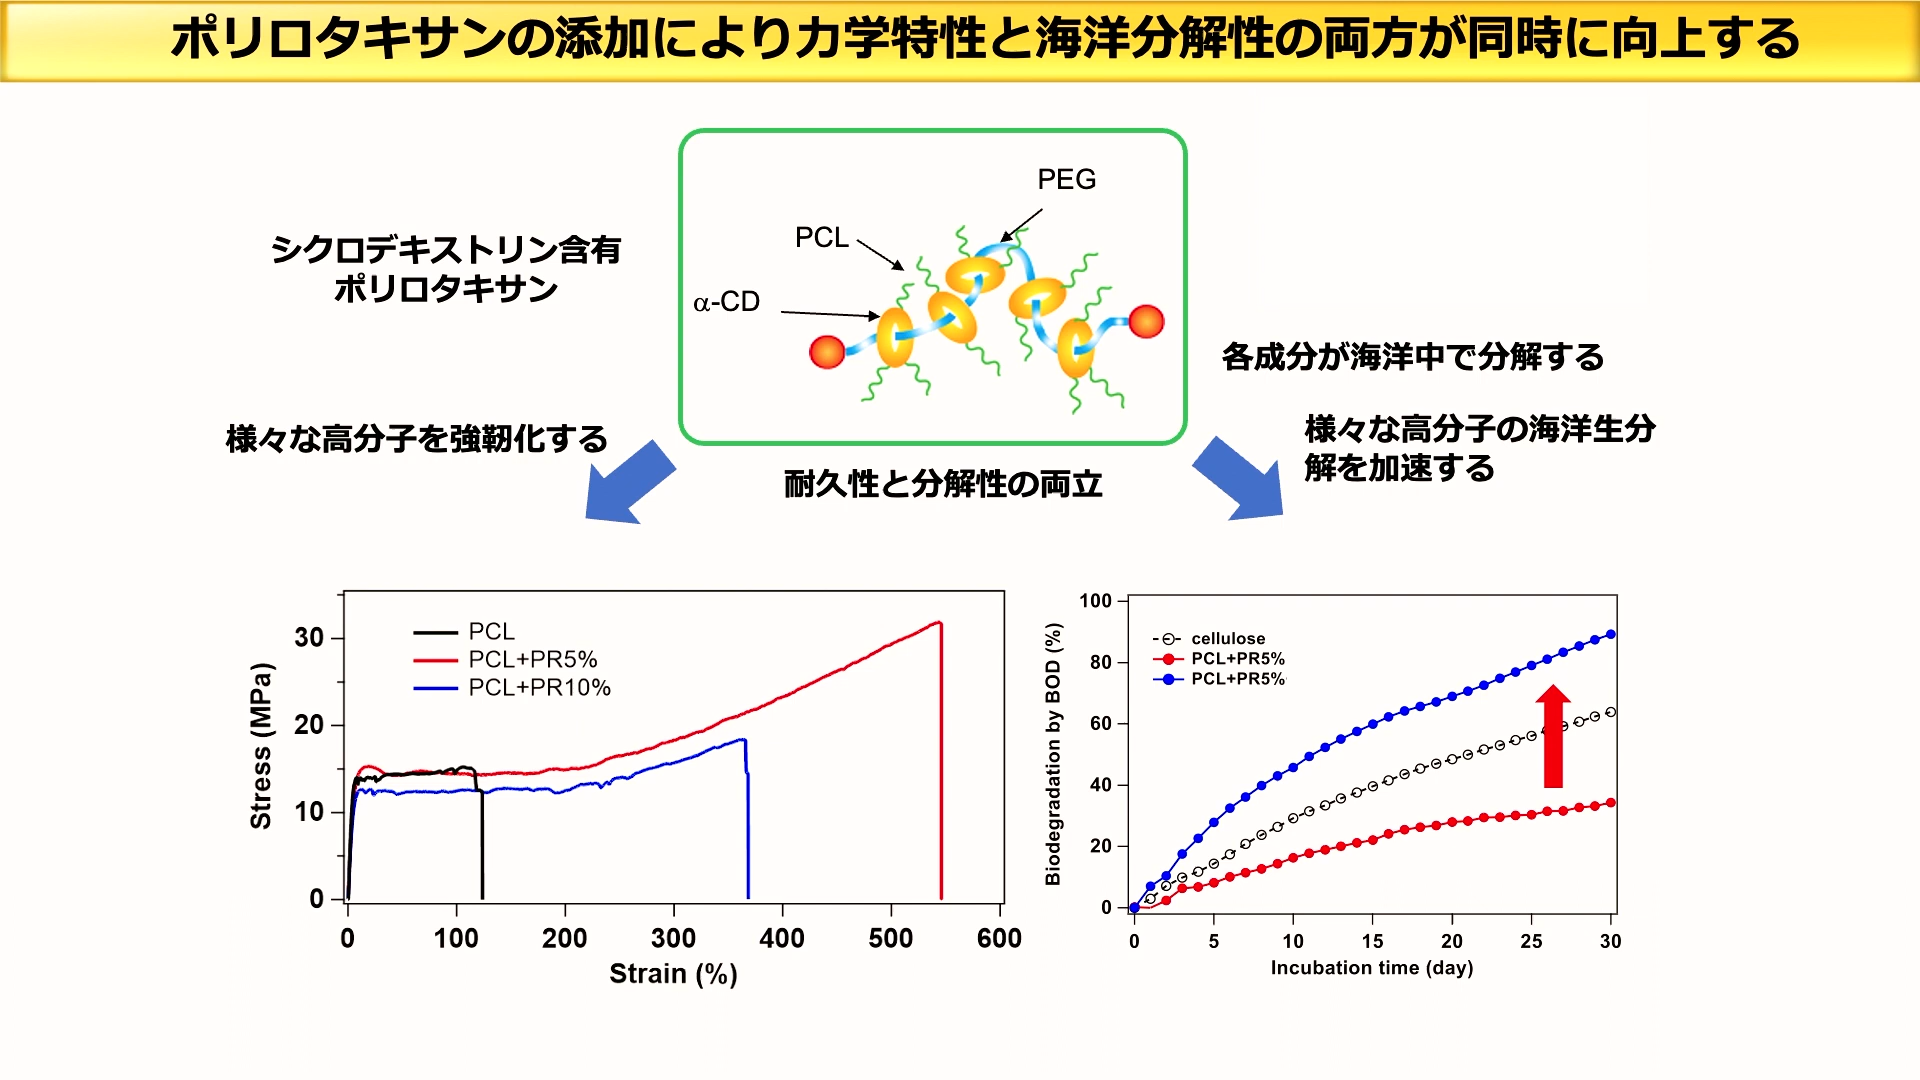 ポリロタキサンの添加により力学特性と海洋分解性の両方が同時に向上する
シクロデキストリン含有
ポリロタキサン
PEG
PCL
α-CD
各成分が海洋中で分解する
様々な高分子を強靭化する
様々な高分子の海洋生分
解を加速する
耐久性と分解性の両立
PCL
PCL+PR5%
PCL+PR10%
Stress (MPa)
30
20
10
0
0 100 200 300 400 500 600
Strain (%)
cellulose
PCL+PR5%
PCL+PR5%
Biodegradation by BOD (%)
100
80
60
40
20
0
0 5 10 15 20 25 30
Incubation time (day)